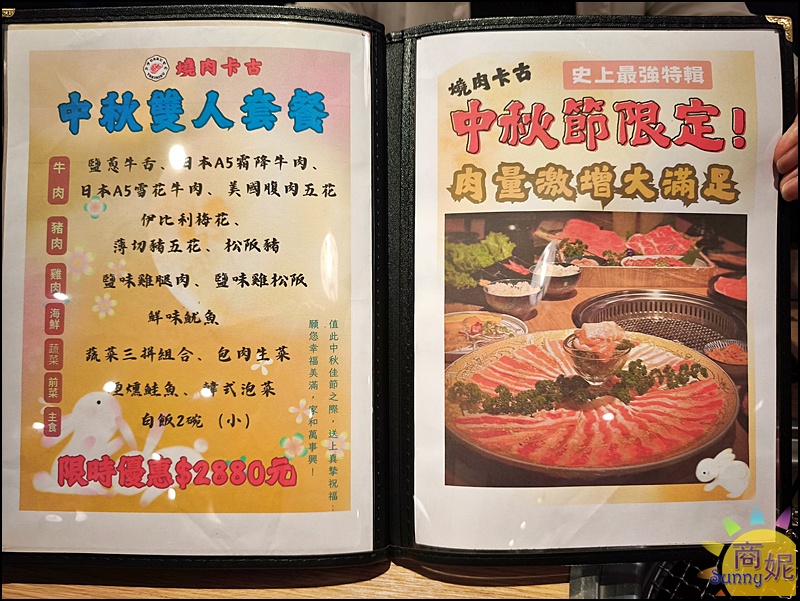 燒肉卡古
中秋雙人套餐
牛肉
鹽蔥牛舌、日本A5霜降牛肉、
日本A5雪花牛肉、美國腹肉五花
豬肉
伊比利梅花、
薄切豬五花、松阪豬
雞肉
鹽味雞腿肉、鹽味雞松阪
海鮮
鮮味魷魚
蔬菜
蔬菜三拼組合、包肉生菜
前菜
煙燻鮭魚、韓式泡菜
主食
白飯2碗（小）
值此中秋佳節之際，送上真摯祝福：
願您幸福美滿，家和萬事興！
限時優惠$2880元
燒肉卡古
史上最強特輯
中秋節限定!
肉量激增大滿足
商妮
sunny